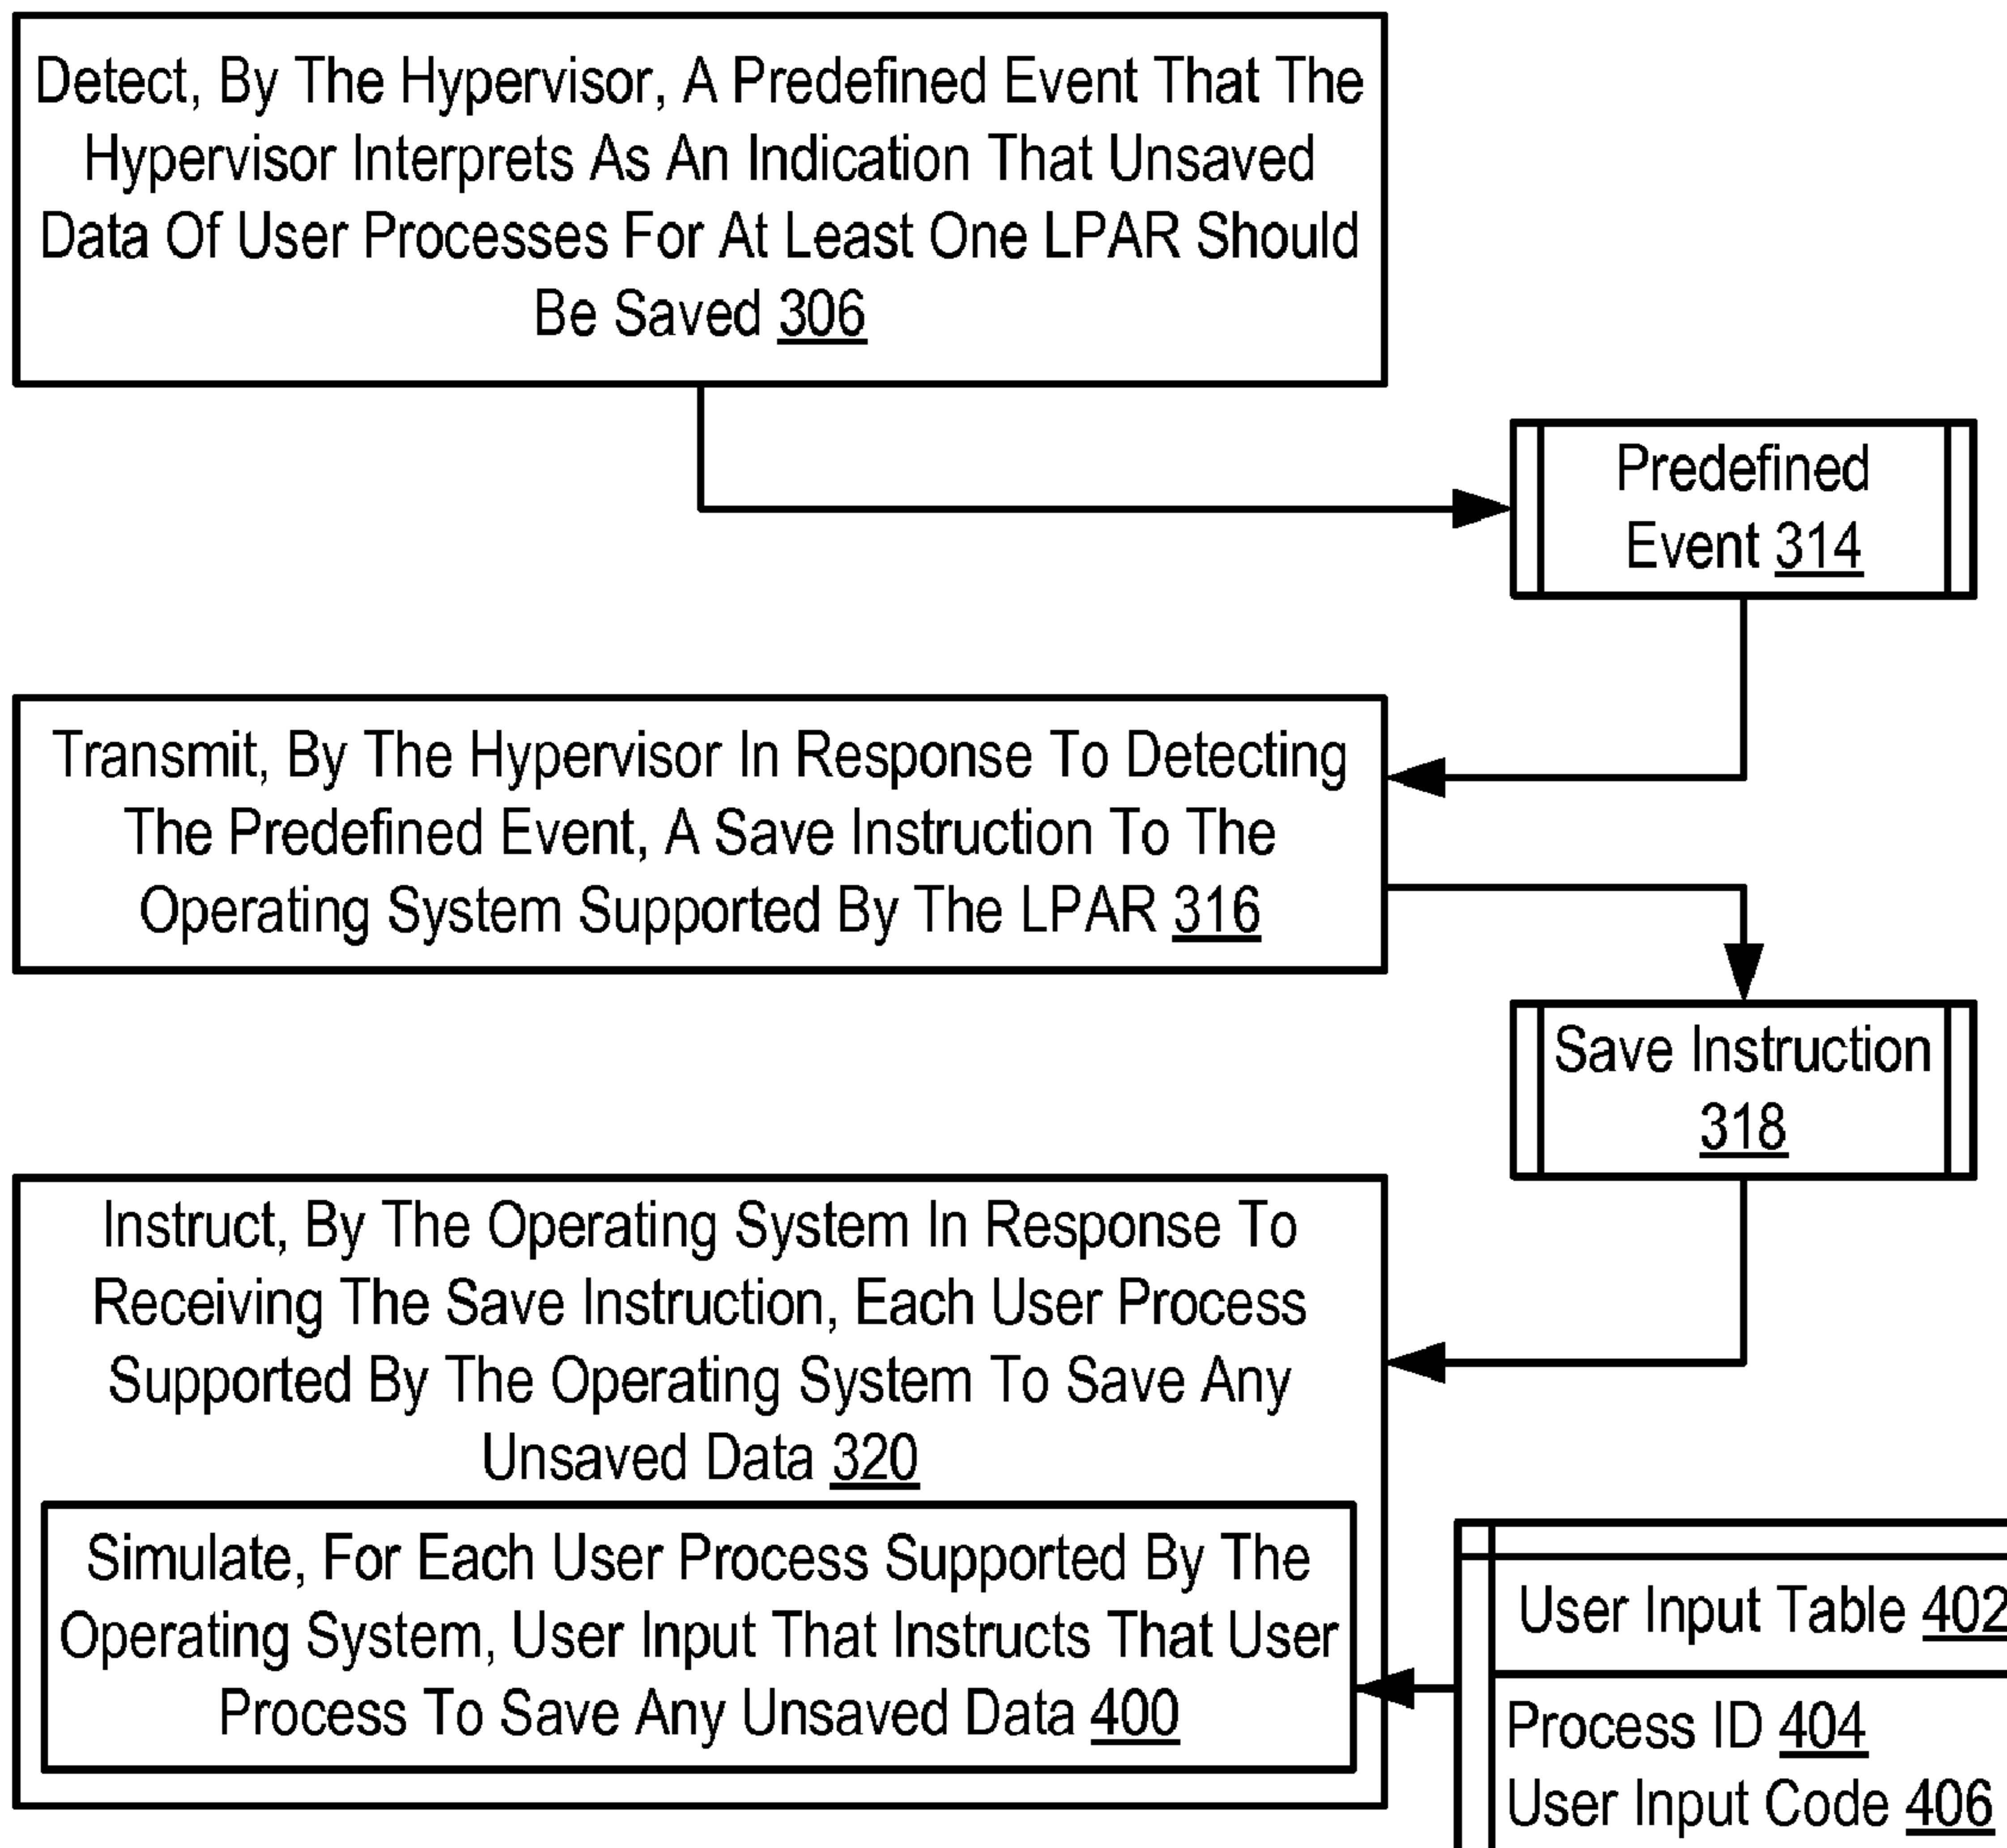 Detect, By The Hypervisor, A Predefined Event That The
Hypervisor Interprets As An Indication That Unsaved
Data Of User Processes For At Least One LPAR Should
Be Saved 306
Predefined
Event 314
Transmit, By The Hypervisor In Response To Detecting
The Predefined Event, A Save Instruction To The
Operating System Supported By The LPAR 316
Save Instruction
318
Instruct, By The Operating System In Response To
Receiving The Save Instruction, Each User Process
Supported By The Operating System To Save Any
Unsaved Data 320
Simulate, For Each User Process Supported By The
Operating System, User Input That Instructs That User
Process To Save Any Unsaved Data 400
User Input Table 402
Process ID 404
User Input Code 406